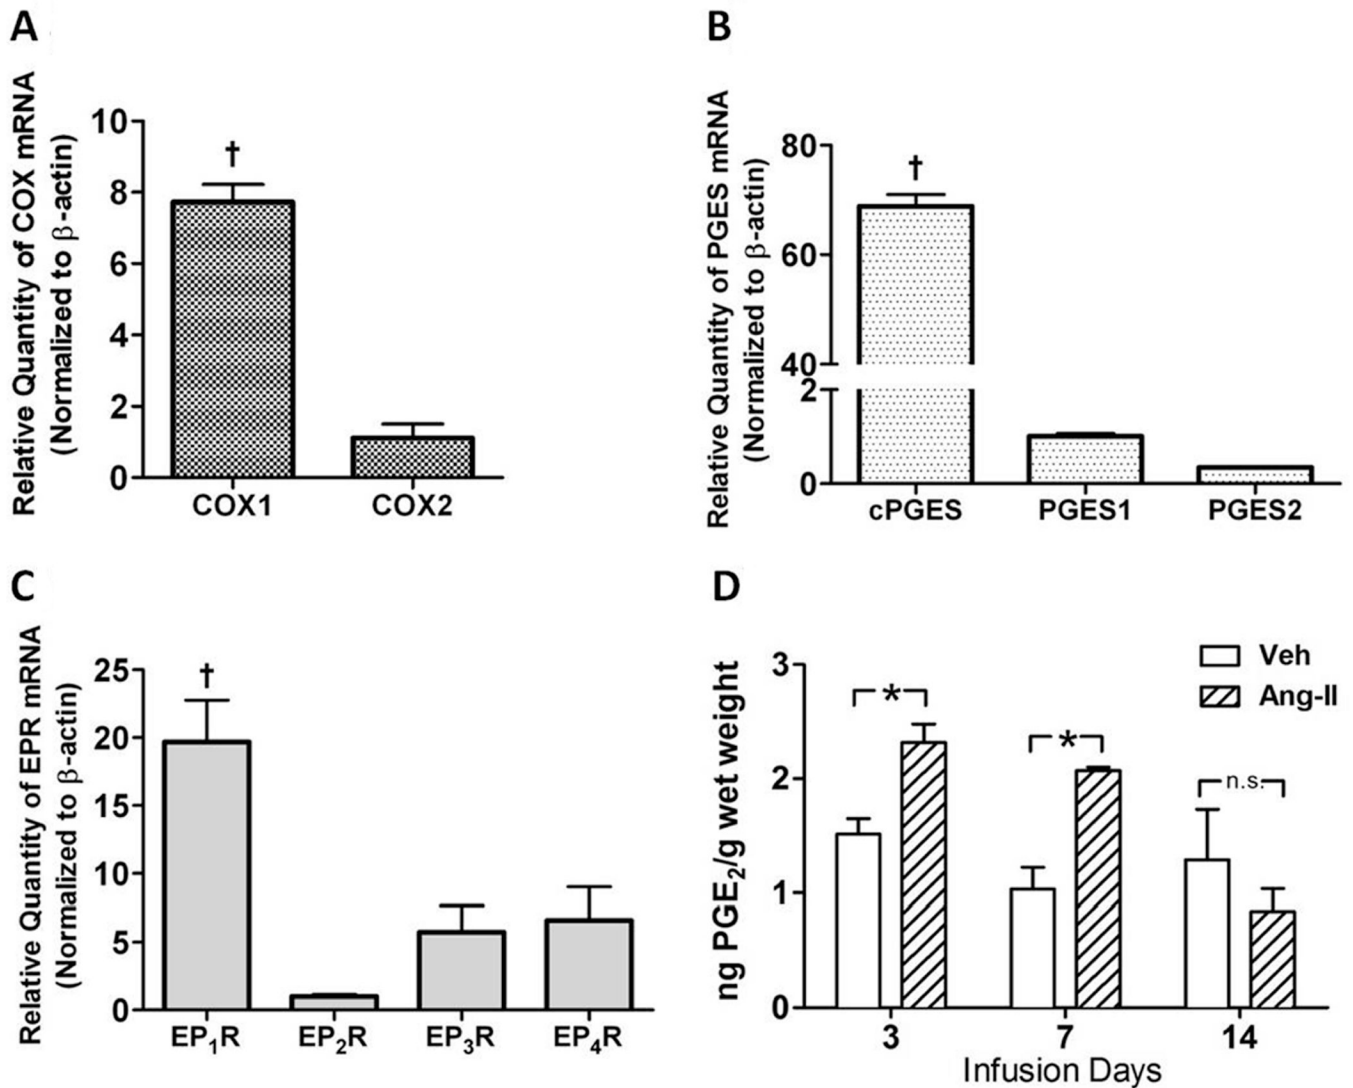 A
Relative Quantity of COX mRNA
(Normalized to β-actin)
10
8
6
4
2
0
†
COX1
COX2
B
Relative Quantity of PGES mRNA
(Normalized to β-actin)
80
60
40
2
0
†
cPGES
PGES1
PGES2
C
Relative Quantity of EPR mRNA
(Normalized to β-actin)
25
20
15
10
5
0
†
EP₁R
EP₂R
EP₃R
EP₄R
D
ng PGE₂/g wet weight
3
2
1
0
Veh
Ang-II
*
*
n.s.
3
7
14
Infusion Days